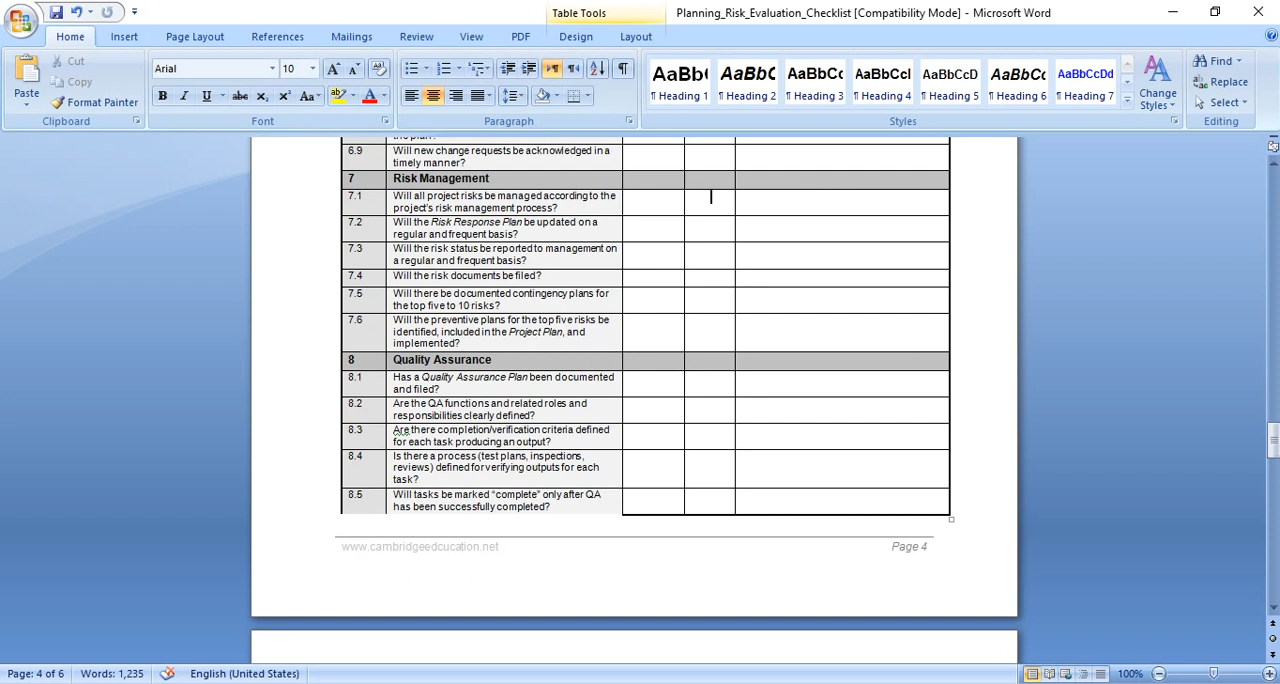 Table Tools
Planning_Risk_Evaluation_Checklist [Compatibility Mode] - Microsoft Word
Home Insert Page Layout References Mailings Review View PDF Design Layout
Paste
Cut
Copy
Format Painter
Clipboard
Arial 10
B I U abc X₂ X² Aa
Font
Paragraph
AaBb( AaBbC AaBbCc AaBbCcI AaBbCcD AaBbCc AaBbCcDd
¶ Heading 1 ¶ Heading 2 ¶ Heading 3 ¶ Heading 4 ¶ Heading 5 ¶ Heading 6 ¶ Heading 7
Change
Styles
Styles
Find
Replace
Select
Editing
6.9 Will new change requests be acknowledged in a
timely manner?
7 Risk Management
7.1 Will all project risks be managed according to the
project's risk management process?
7.2 Will the Risk Response Plan be updated on a
regular and frequent basis?
7.3 Will the risk status be reported to management on
a regular and frequent basis?
7.4 Will the risk documents be filed?
7.5 Will there be documented contingency plans for
the top five to 10 risks?
7.6 Will the preventive plans for the top five risks be
identified, included in the Project Plan, and
implemented?
8 Quality Assurance
8.1 Has a Quality Assurance Plan been documented
and filed?
8.2 Are the QA functions and related roles and
responsibilities clearly defined?
8.3 Are there completion/verification criteria defined
for each task producing an output?
8.4 Is there a process (test plans, inspections,
reviews) defined for verifying outputs for each
task?
8.5 Will tasks be marked “complete” only after QA
has been successfully completed?
www.cambridgeedcucation.net Page 4
Page: 4 of 6 Words: 1,235 English (United States) 100%